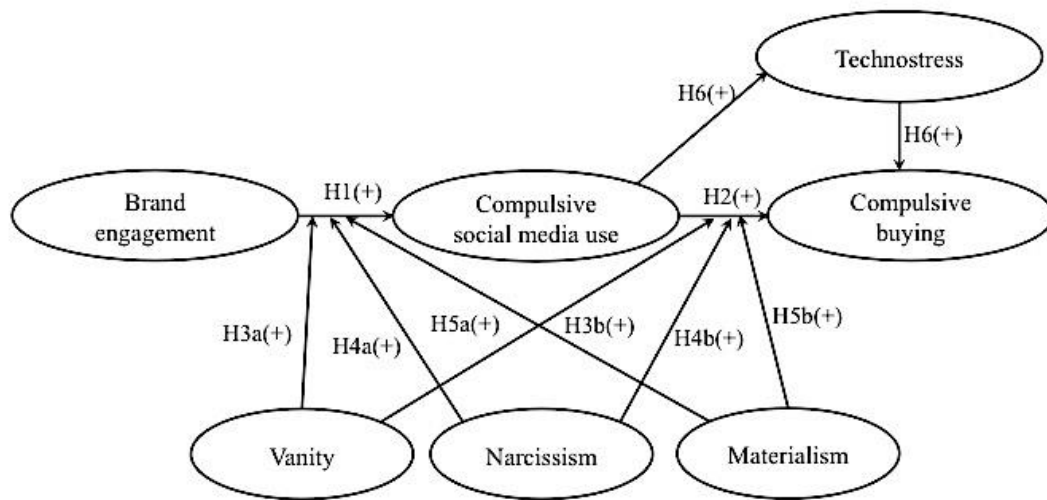 Technostress
H6(+)
H6(+)
Brand
engagement
H1(+)
Compulsive
social media use
H2(+)
Compulsive
buying
H3a(+)
H4a(+)
H5a(+)
H3b(+)
H4b(+)
H5b(+)
Vanity
Narcissism
Materialism